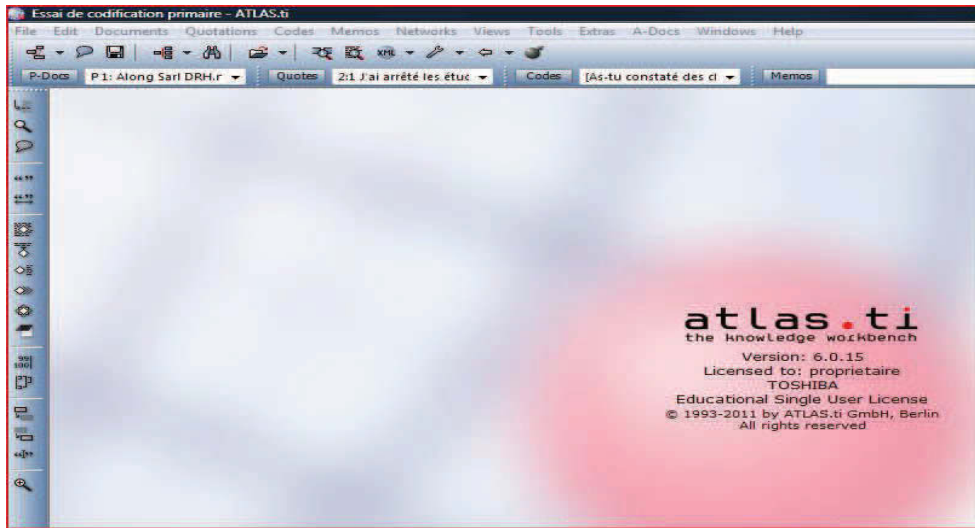 Essai de codification primaire - ATLAS.ti
File Edit Documents Quotations Codes Memos Networks Views Tools Extras A-Docs Windows Help
P-Docs P1: Along Sarl DRH.r Quotes 2:1 J'ai arrêté les étuc Codes [As-tu constaté des cl Memos
atlas.ti
the knowledge workbench
Version: 6.0.15
Licensed to: proprietaire
TOSHIBA
Educational Single User License
© 1993-2011 by ATLAS.ti GmbH, Berlin
All rights reserved